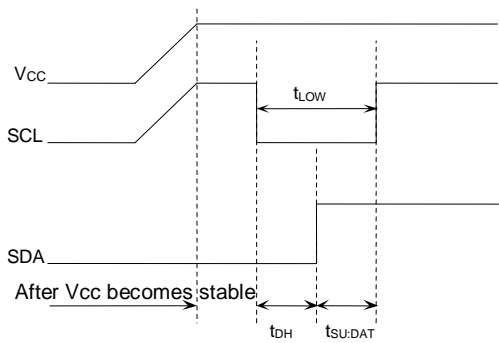 VCC
tLOW
SCL
SDA
After Vcc becomes stable
tDH
tSU:DAT